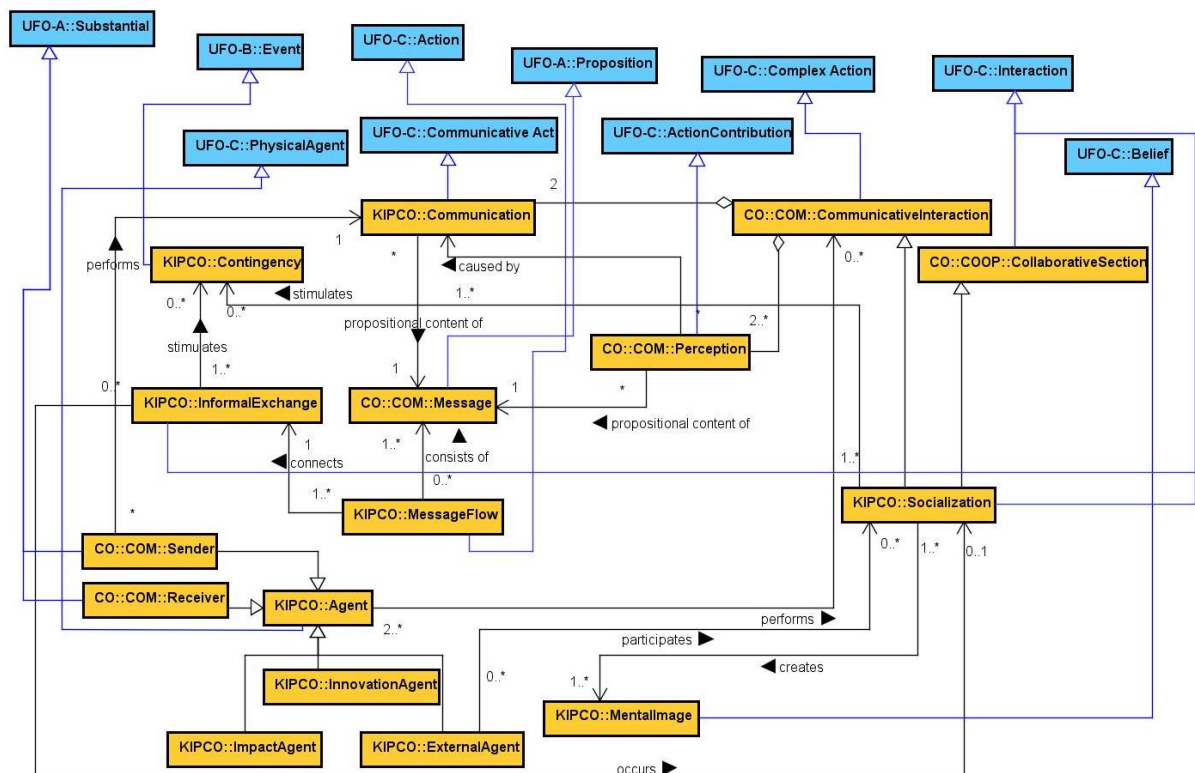 UFO-A::Substantial
UFO-B::Event
UFO-C::Action
UFO-A::Proposition
UFO-C::Complex Action
UFO-C::Interaction
UFO-C::PhysicalAgent
UFO-C::Communicative Act
UFO-C::ActionContribution
UFO-C::Belief
2
KIPCO::Communication
CO::COM::CommunicativeInteraction
1
*
0..*
performs
KIPCO::Contingency
caused by
CO::COOP::CollaborativeSection
0..*
0..*
stimulates
1..*
propositional content of
*
2..*
stimulates
CO::COM::Perception
1..*
1
1
*
0..*
KIPCO::InformalExchange
CO::COM::Message
propositional content of
1
1..*
consists of
connects
0..*
1..*
1..*
KIPCO::MessageFlow
KIPCO::Socialization
*
0..*
1..*
0..1
CO::COM::Sender
CO::COM::Receiver
KIPCO::Agent
2..*
performs
participates
creates
0..*
1..*
KIPCO::InnovationAgent
KIPCO::MentalImage
KIPCO::ImpactAgent
KIPCO::ExternalAgent
occurs